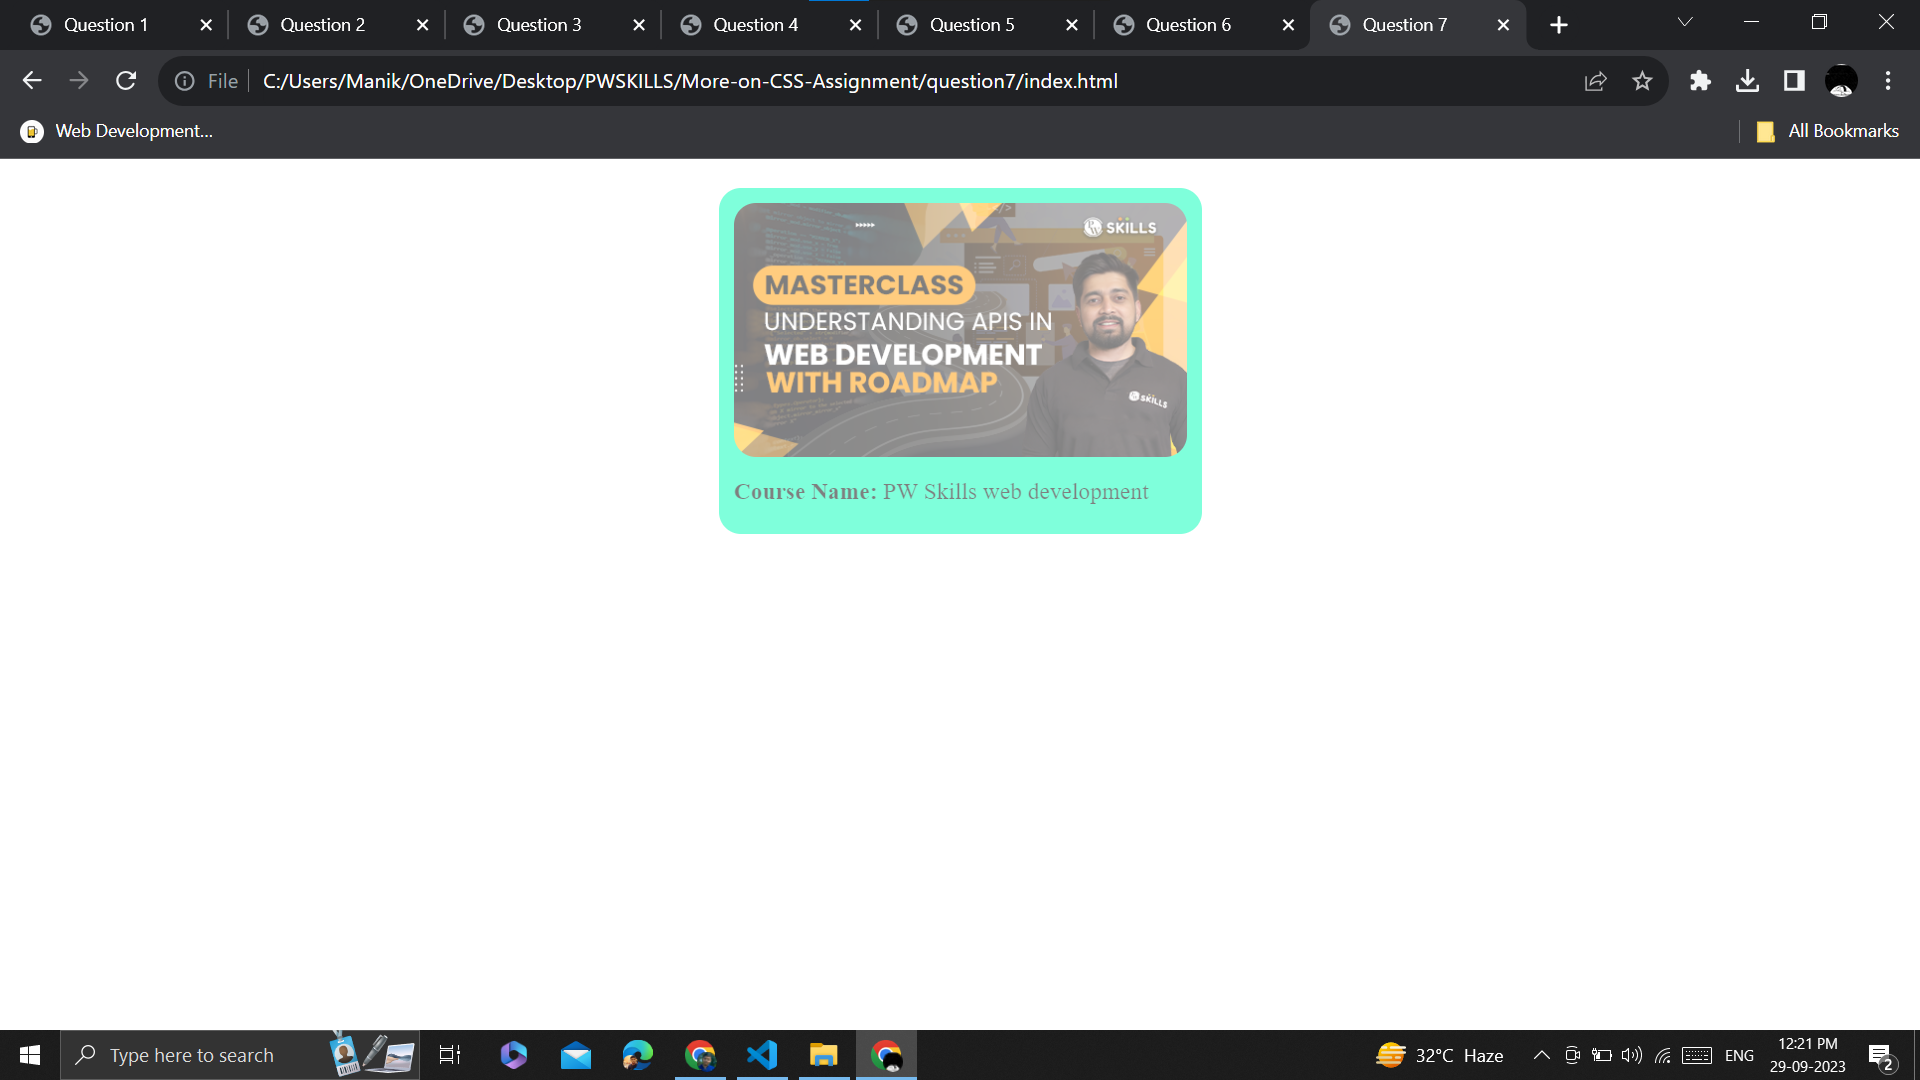 Question 1
Question 2
Question 3
Question 4
Question 5
Question 6
Question 7
File
C:/Users/Manik/OneDrive/Desktop/PWSKILLS/More-on-CSS-Assignment/question7/index.html
Web Development...
All Bookmarks
SKILLS
MASTERCLASS
UNDERSTANDING APIS IN
WEB DEVELOPMENT
WITH ROADMAP
SKILLS
Course Name: PW Skills web development
Type here to search
32°C Haze
ENG
12:21 PM
29-09-2023
2